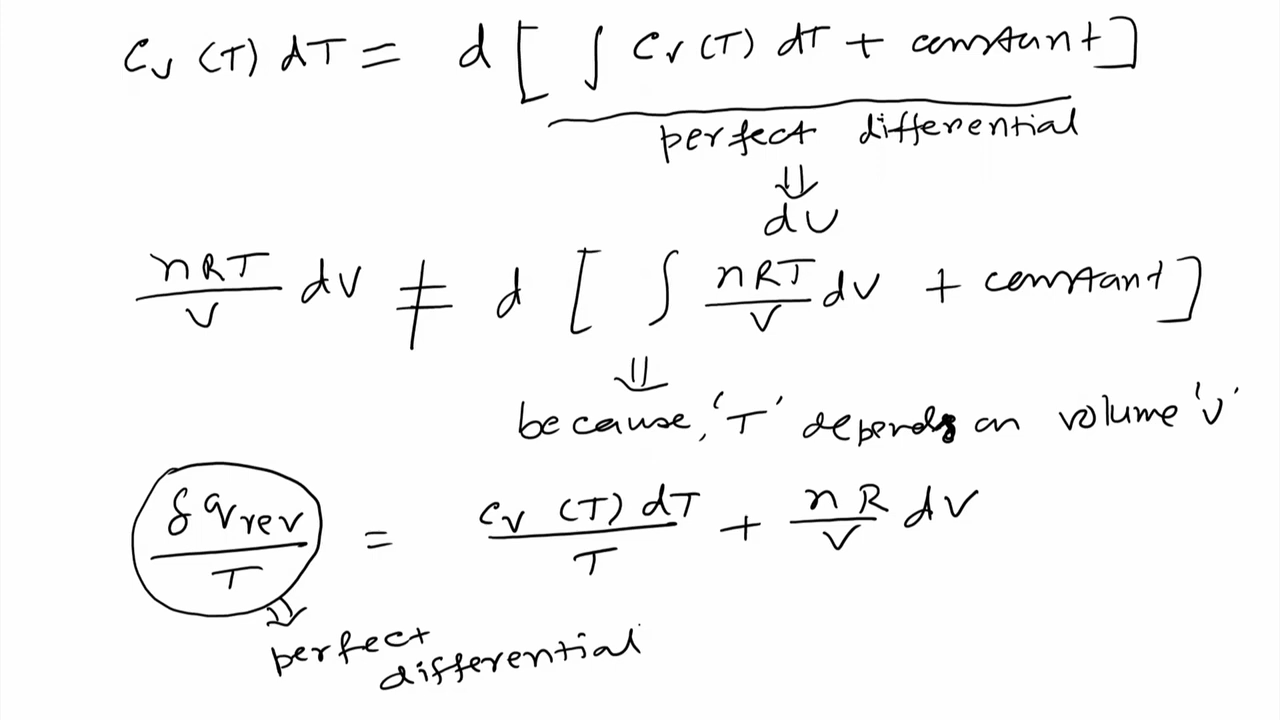 Cv (T) dT = d [ ∫ Cv (T) dT + constant ]
perfect differential
⇓
dU
nRT/V dV ≠ d [ ∫ nRT/V dV + constant ]
⇓
because, 'T' depends on volume 'V'
δqrev/T = Cv (T) dT/T + nR/V dV
⇓
perfect
differential